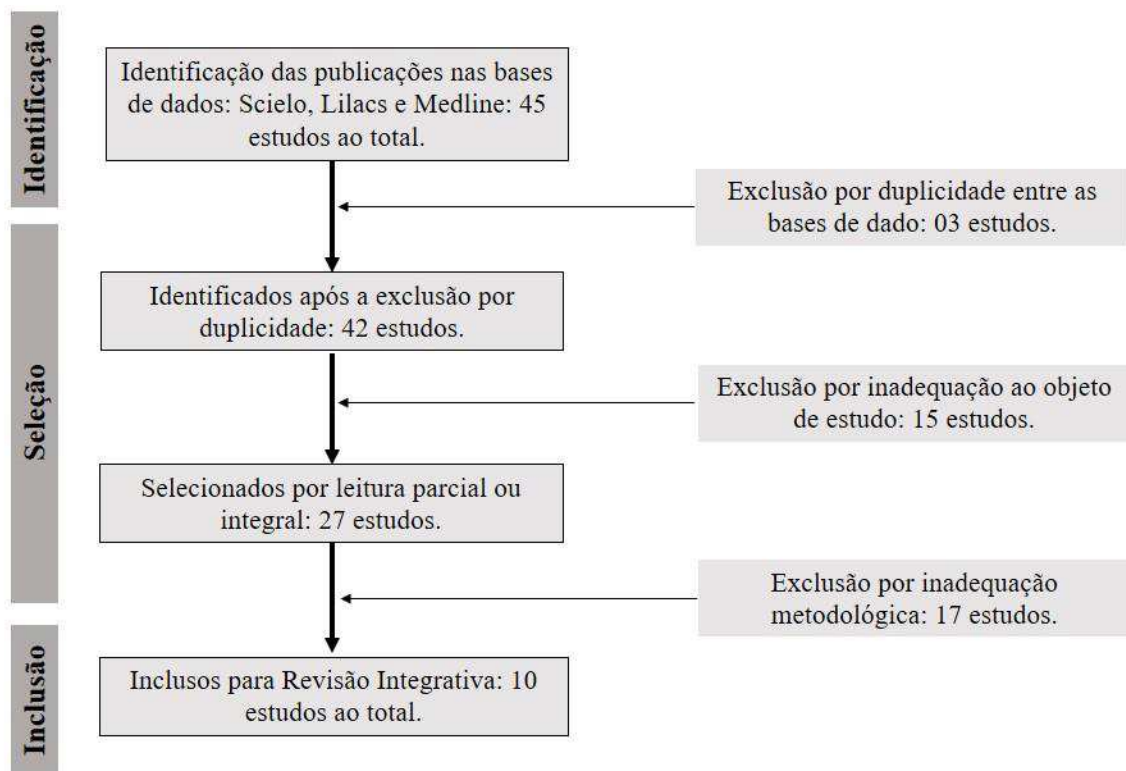 Identificação
Identificação das publicações nas bases
de dados: Scielo, Lilacs e Medline: 45
estudos ao total.
Exclusão por duplicidade entre as
bases de dado: 03 estudos.
Seleção
Identificados após a exclusão por
duplicidade: 42 estudos.
Exclusão por inadequação ao objeto
de estudo: 15 estudos.
Selecionados por leitura parcial ou
integral: 27 estudos.
Exclusão por inadequação
metodológica: 17 estudos.
Inclusão
Inclusos para Revisão Integrativa: 10
estudos ao total.